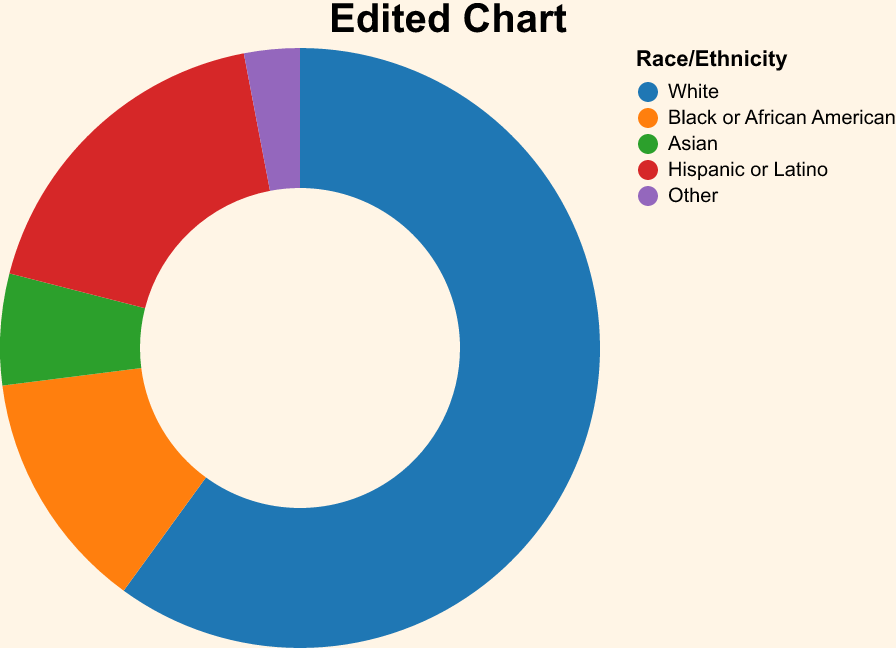 Edited Chart
Race/Ethnicity
White
Black or African American
Asian
Hispanic or Latino
Other